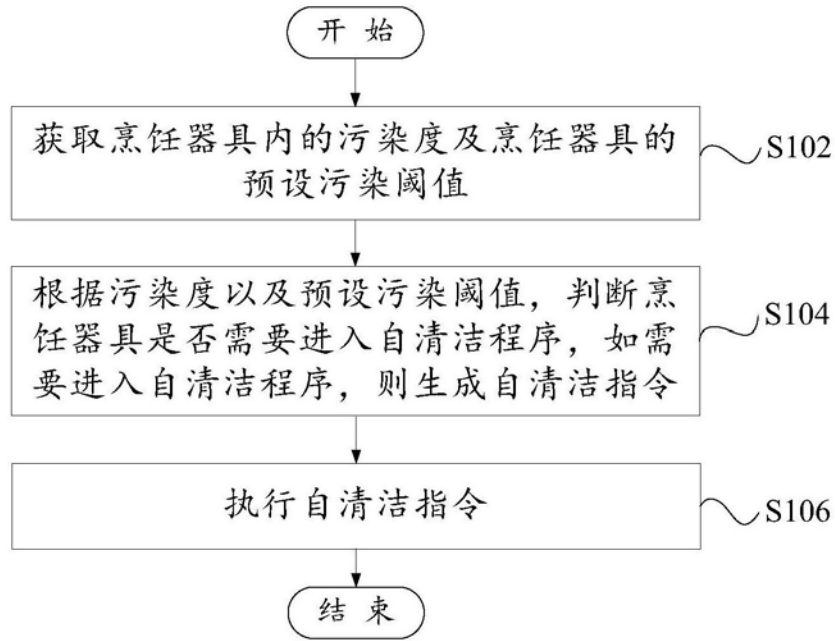 开始
获取烹饪器具内的污染度及烹饪器具的
预设污染阈值
S102
根据污染度以及预设污染阈值，判断烹
饪器具是否需要进入自清洁程序，如需
要进入自清洁程序，则生成自清洁指令
S104
执行自清洁指令
S106
结束